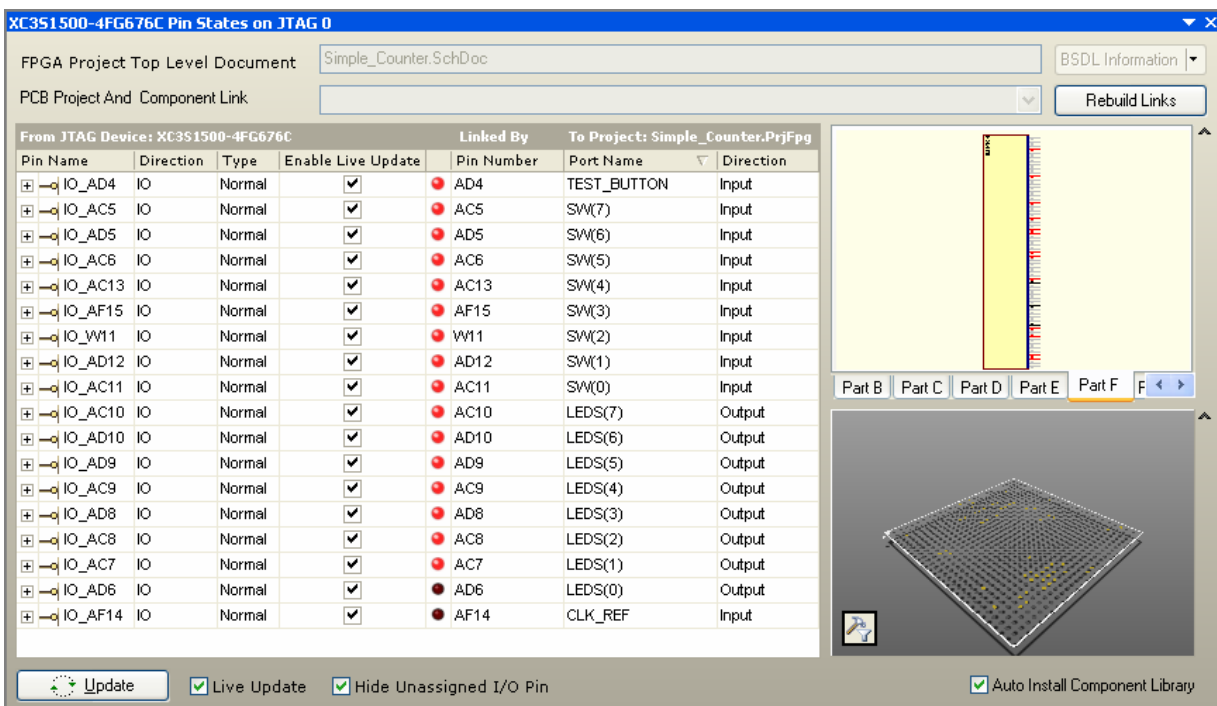 XC3S1500-4FG676C Pin States on JTAG 0
FPGA Project Top Level Document Simple_Counter.SchDoc BSDL Information
PCB Project And Component Link Rebuild Links
From JTAG Device: XC3S1500-4FG676C Linked By To Project: Simple_Counter.PrjFpg
Pin Name Direction Type Enable Live Update Pin Number Port Name Direction
IO_AD4 IO Normal AD4 TEST_BUTTON Input
IO_AC5 IO Normal AC5 SW(7) Input
IO_AD5 IO Normal AD5 SW(6) Input
IO_AC6 IO Normal AC6 SW(5) Input
IO_AC13 IO Normal AC13 SW(4) Input
IO_AF15 IO Normal AF15 SW(3) Input
IO_W11 IO Normal W11 SW(2) Input
IO_AD12 IO Normal AD12 SW(1) Input
IO_AC11 IO Normal AC11 SW(0) Input
IO_AC10 IO Normal AC10 LEDS(7) Output
IO_AD10 IO Normal AD10 LEDS(6) Output
IO_AD9 IO Normal AD9 LEDS(5) Output
IO_AC9 IO Normal AC9 LEDS(4) Output
IO_AD8 IO Normal AD8 LEDS(3) Output
IO_AC8 IO Normal AC8 LEDS(2) Output
IO_AC7 IO Normal AC7 LEDS(1) Output
IO_AD6 IO Normal AD6 LEDS(0) Output
IO_AF14 IO Normal AF14 CLK_REF Input
Part B Part C Part D Part E Part F
Update Live Update Hide Unassigned I/O Pin Auto Install Component Library